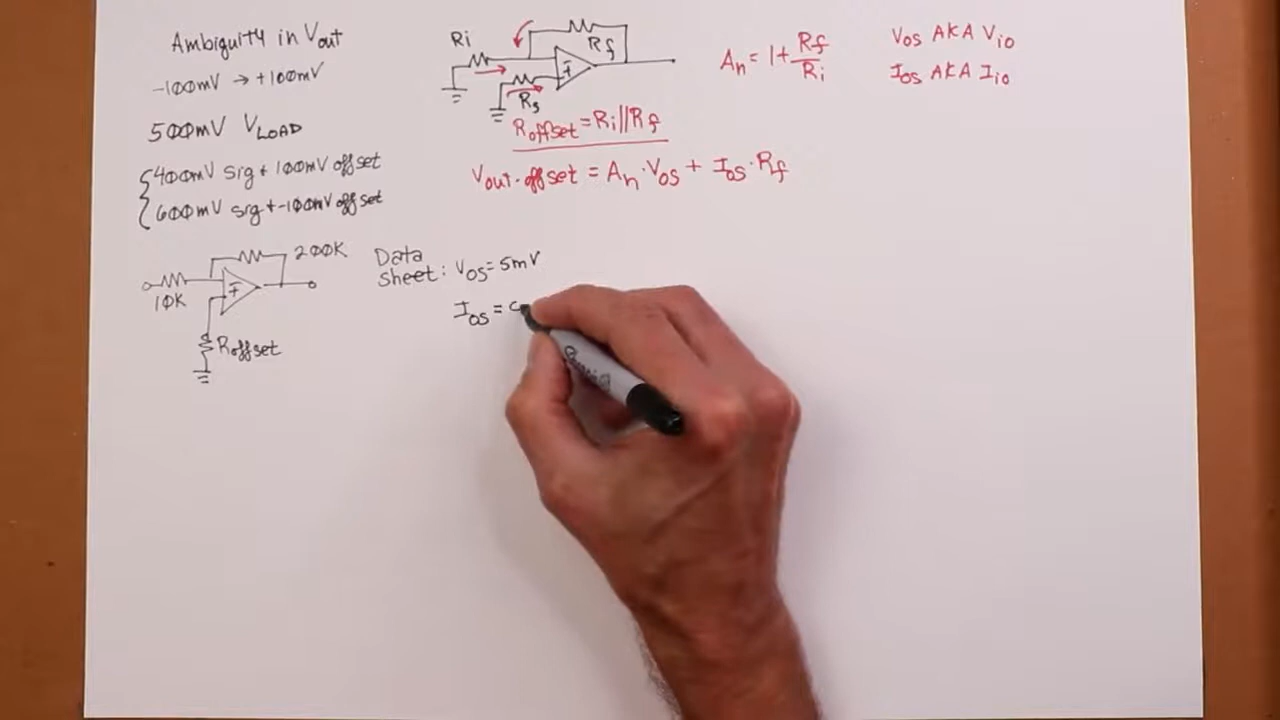 Ambiguity in Vout
-100mV → +100mV
500mV VLOAD
400mV sig + 100mV offset
600mV sig + -100mV offset
Ri
Rf
Rs
An = 1 + Rf/Ri
Vos AKA Vio
Ios AKA Iio
Roffset = Ri||Rf
Vout-offset = An·Vos + Ios·Rf
10K
200K
Roffset
Data
Sheet: Vos = 5mV
Ios =